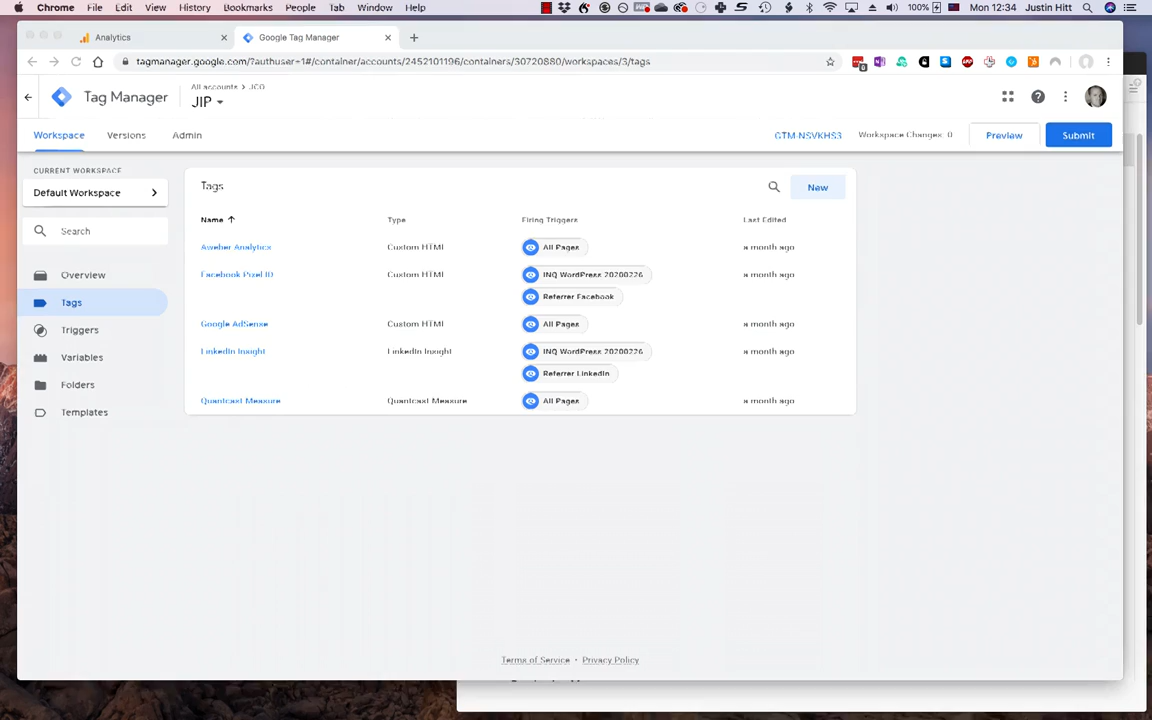 Chrome File Edit View History Bookmarks People Tab Window Help 100% Mon 12:34 Justin Hitt
Analytics Google Tag Manager
tagmanager.google.com/?authuser=1#/container/accounts/2452101196/containers/30720880/workspaces/3/tags
All accounts > JCO
Tag Manager JIP
Workspace Versions Admin GTM-NSVKHS3 Workspace Changes: 0 Preview Submit
CURRENT WORKSPACE
Default Workspace
Search
Overview
Tags
Triggers
Variables
Folders
Templates
Tags New
Name Type Firing Triggers Last Edited
Aweber Analytics Custom HTML All Pages a month ago
Facebook Pixel ID Custom HTML INQ WordPress 20200226 a month ago
Referrer Facebook
Google AdSense Custom HTML All Pages a month ago
LinkedIn Insight LinkedIn Insight INQ WordPress 20200226 a month ago
Referrer LinkedIn
Quantcast Measure Quantcast Measure All Pages a month ago
Terms of Service • Privacy Policy